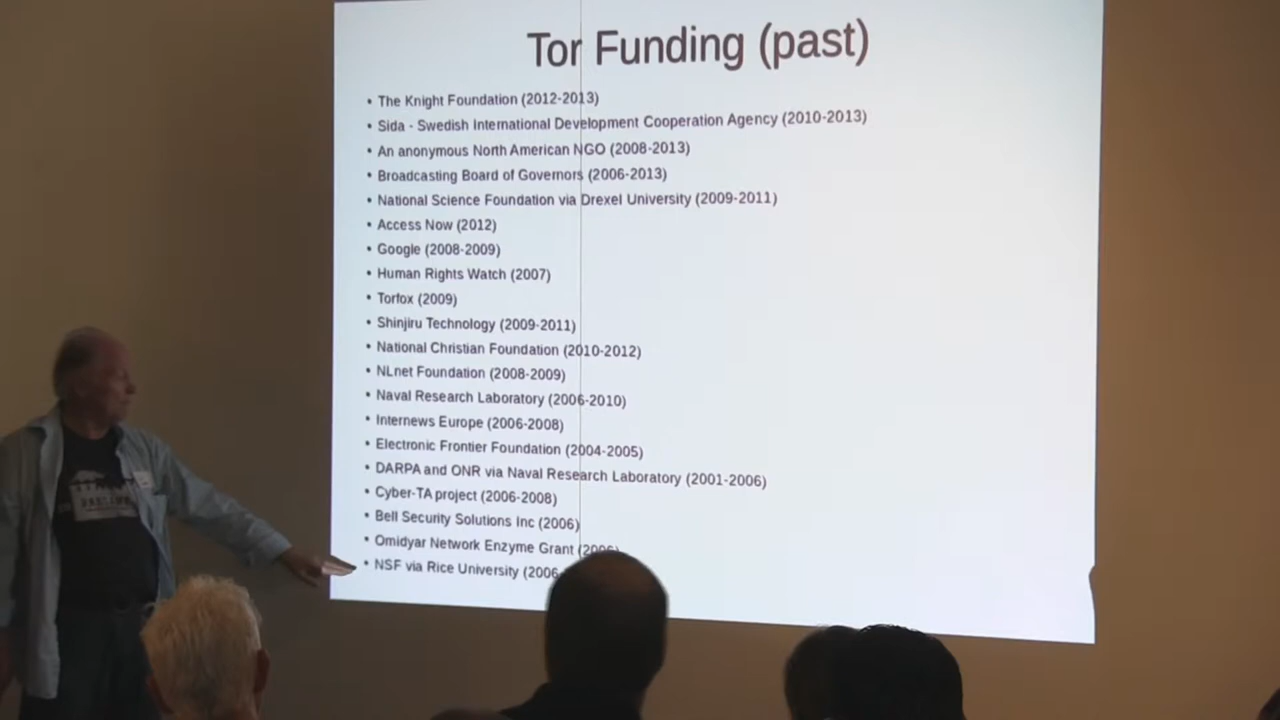 Tor Funding (past)
• The Knight Foundation (2012-2013)
• Sida - Swedish International Development Cooperation Agency (2010-2013)
• An anonymous North American NGO (2008-2013)
• Broadcasting Board of Governors (2006-2013)
• National Science Foundation via Drexel University (2009-2011)
• Access Now (2012)
• Google (2008-2009)
• Human Rights Watch (2007)
• Torfox (2009)
• Shinjiru Technology (2009-2011)
• National Christian Foundation (2010-2012)
• NLnet Foundation (2008-2009)
• Naval Research Laboratory (2006-2010)
• Internews Europe (2006-2008)
• Electronic Frontier Foundation (2004-2005)
• DARPA and ONR via Naval Research Laboratory (2001-2006)
• Cyber-TA project (2006-2008)
• Bell Security Solutions Inc (2006)
• Omidyar Network Enzyme Grant (2006)
• NSF via Rice University (2006-